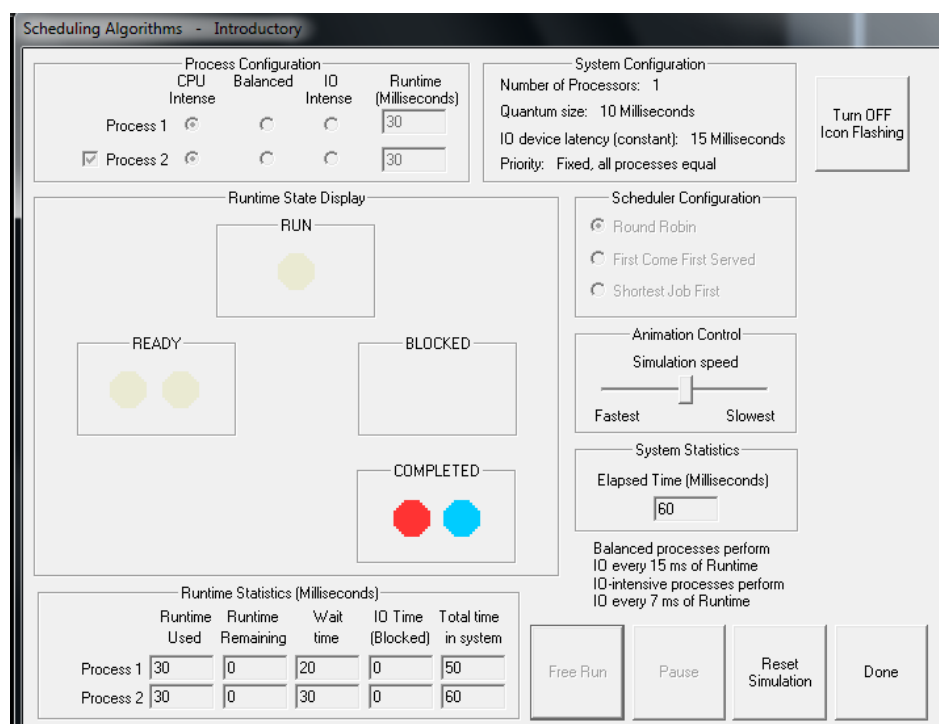 Scheduling Algorithms - Introductory
Process Configuration
CPU Intense Balanced IO Intense Runtime (Milliseconds)
Process 1 30
Process 2 30
System Configuration
Number of Processors: 1
Quantum size: 10 Milliseconds
IO device latency (constant): 15 Milliseconds
Priority: Fixed, all processes equal
Turn OFF
Icon Flashing
Runtime State Display
RUN
READY
BLOCKED
COMPLETED
Scheduler Configuration
Round Robin
First Come First Served
Shortest Job First
Animation Control
Simulation speed
Fastest Slowest
System Statistics
Elapsed Time (Milliseconds)
60
Balanced processes perform
IO every 15 ms of Runtime
IO-intensive processes perform
IO every 7 ms of Runtime
Runtime Statistics (Milliseconds)
Runtime Used Runtime Remaining Wait time IO Time (Blocked) Total time in system
Process 1 30 0 20 0 50
Process 2 30 0 30 0 60
Free Run
Pause
Reset
Simulation
Done